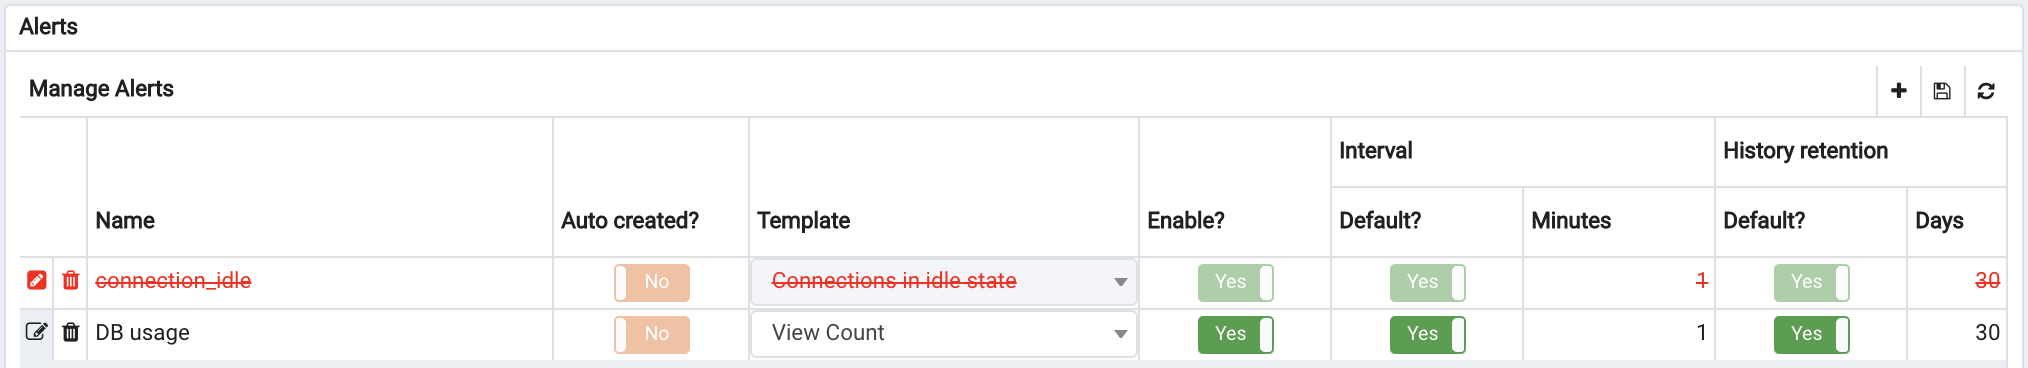 Alerts
Manage Alerts
Interval History retention
Name Auto created? Template Enable? Default? Minutes Default? Days
connection_idle No Connections in idle state Yes Yes 1 Yes 30
DB usage No View Count Yes Yes 1 Yes 30